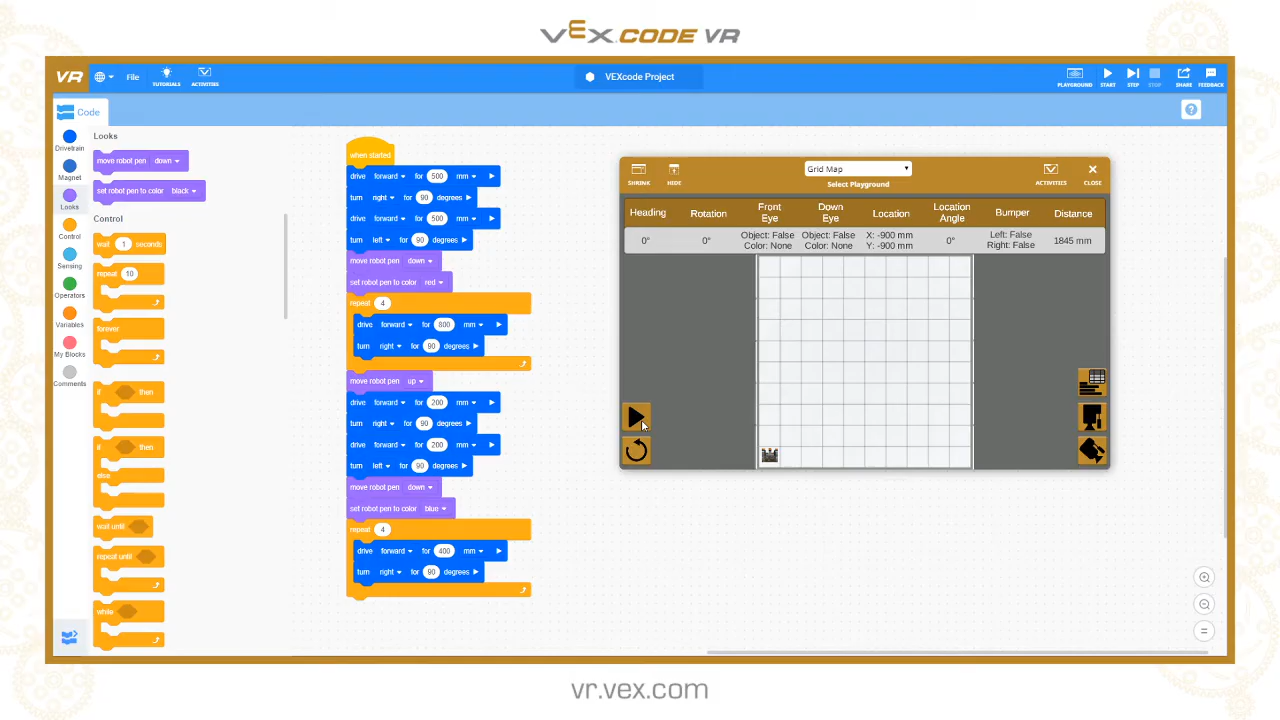 VEX CODE VR
VR File TUTORIALS ACTIVITIES VEXcode Project PLAYGROUND START STEP STOP SHARE FEEDBACK
Code
Drivetrain
Magnet
Looks
Control
Sensing
Operators
Variables
My Blocks
Comments
Looks
move robot pen down
set robot pen to color black
Control
wait 1 seconds
repeat 10
forever
if then
if then
else
wait until
repeat until
while
when started
drive forward for 500 mm
turn right for 90 degrees
drive forward for 500 mm
turn left for 90 degrees
move robot pen down
set robot pen to color red
repeat 4
drive forward for 800 mm
turn right for 90 degrees
move robot pen up
drive forward for 200 mm
turn right for 90 degrees
drive forward for 200 mm
turn left for 90 degrees
move robot pen down
set robot pen to color blue
repeat 4
drive forward for 400 mm
turn right for 90 degrees
SHRINK HIDE Grid Map ACTIVITIES CLOSE
Select Playground
Heading Rotation Front Eye Down Eye Location Location Angle Bumper Distance
0° 0° Object: False Color: None Object: False Color: None X: -900 mm Y: -900 mm 0° Left: False Right: False 1845 mm
vr.vex.com